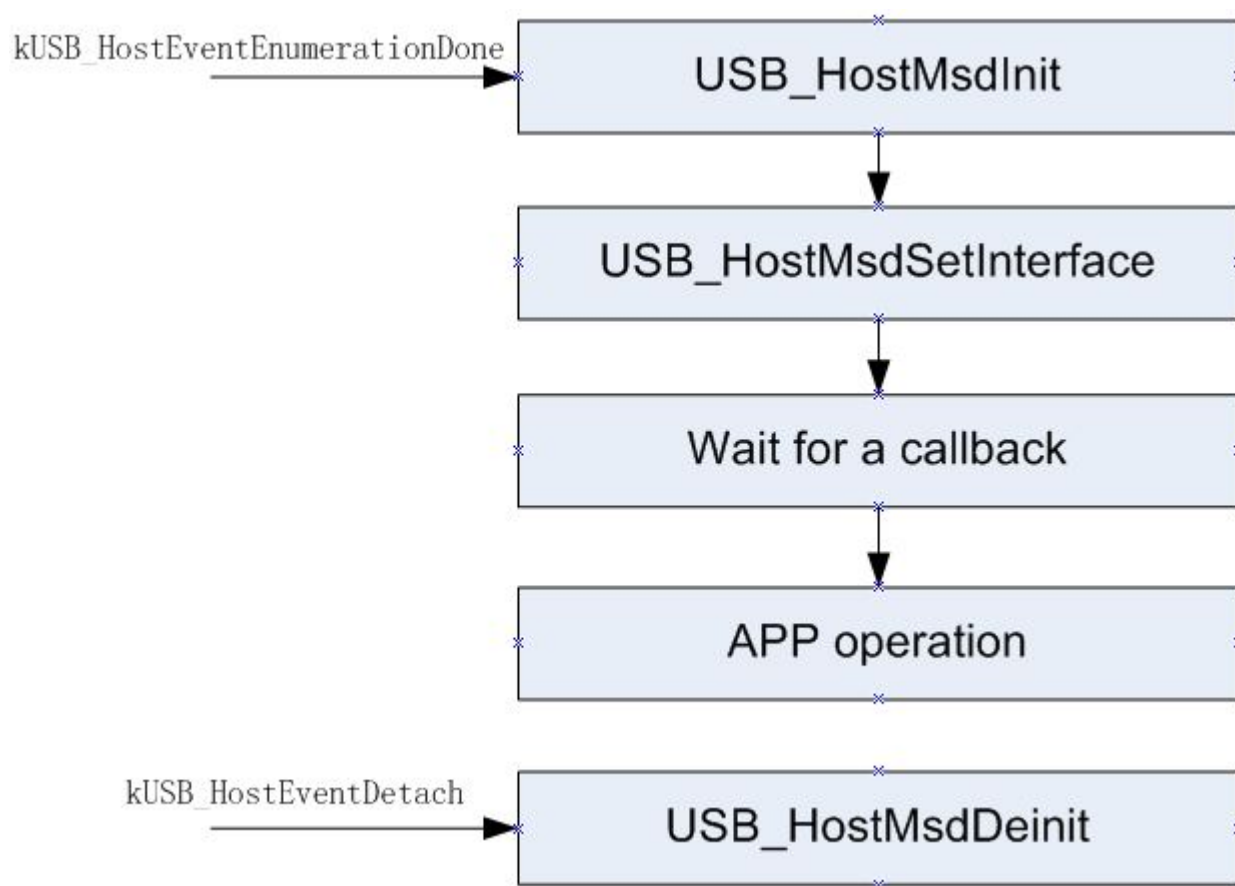 kUSB_HostEventEnumerationDone
USB_HostMsdInit
USB_HostMsdSetInterface
Wait for a callback
APP operation
kUSB_HostEventDetach
USB_HostMsdDeinit